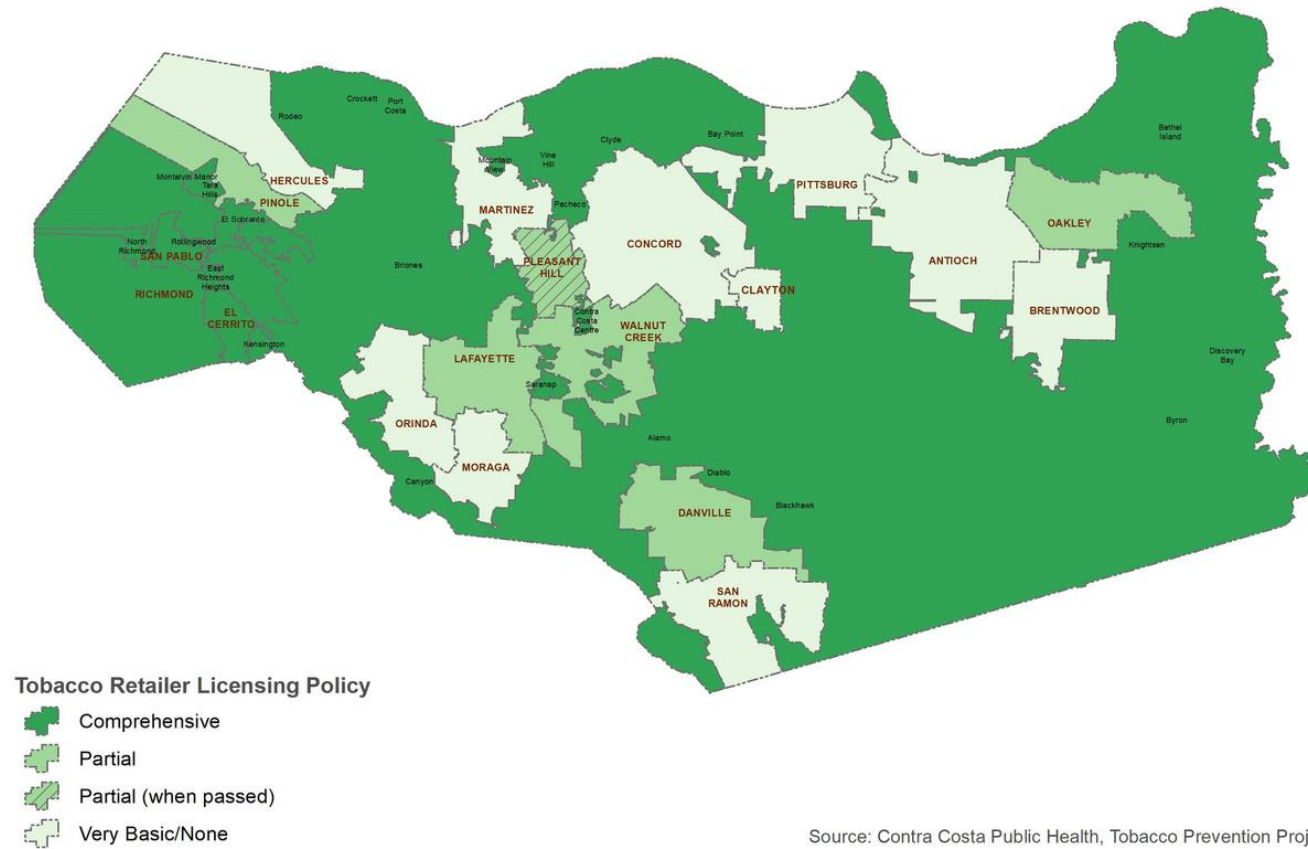 Crockett
Port
Costa
Rodeo
Clyde
Bay Point
Bethel
Island
Mountain
View
Vine
Hill
Montalvin Manor
Tara
Hills
HERCULES
PINOLE
MARTINEZ
Pacheco
PITTSBURG
El Sobrante
OAKLEY
Knightsen
North
Richmond
Rollingwood
SAN PABLO
East
Richmond
Heights
RICHMOND
EL
CERRITO
Kensington
Briones
PLEASANT
HILL
CONCORD
CLAYTON
ANTIOCH
BRENTWOOD
Contra
Costa
Centre
WALNUT
CREEK
LAFAYETTE
Saranap
Discovery
Bay
Byron
ORINDA
MORAGA
Canyon
Alamo
Diablo
Blackhawk
DANVILLE
SAN
RAMON
Tobacco Retailer Licensing Policy
Comprehensive
Partial
Partial (when passed)
Very Basic/None
Source: Contra Costa Public Health, Tobacco Prevention Proj